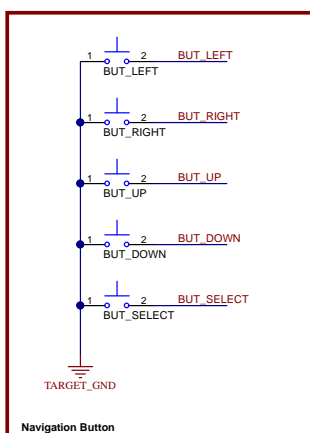 1 2 BUT_LEFT
BUT_LEFT
1 2 BUT_RIGHT
BUT_RIGHT
1 2 BUT_UP
BUT_UP
1 2 BUT_DOWN
BUT_DOWN
1 2 BUT_SELECT
BUT_SELECT
TARGET_GND
Navigation Button